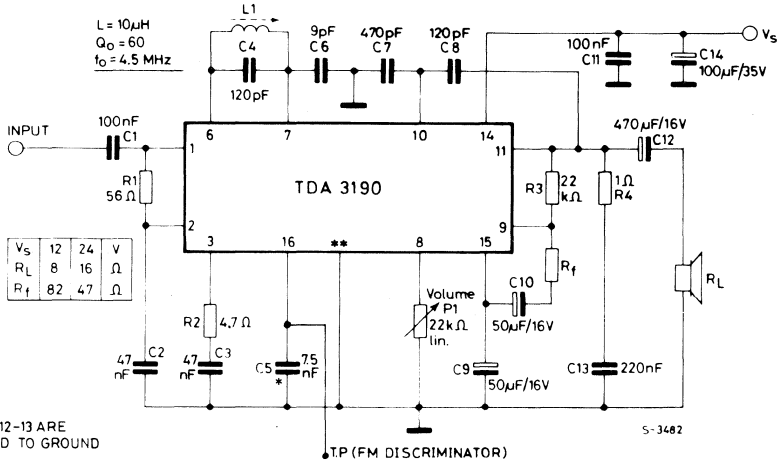 L = 10µH
Qo = 60
fo = 4.5 MHz
L1
C4
120pF
9pF
C6
470pF
C7
120pF
C8
100nF
C11
C14
100µF/35V
Vs
INPUT
100nF
C1
6
7
10
14
1
TDA 3190
11
R1
56Ω
2
3
16
**
8
15
9
R3
22
kΩ
1Ω
R4
470µF/16V
C12
Vs 12 24 V
RL 8 16 Ω
Rf 82 47 Ω
Rf
C10
50µF/16V
RL
R2
4.7Ω
Volume
P1
22kΩ
lin.
47
nF
C2
47
nF
C3
C5
*
7.5
nF
C9
50µF/16V
C13
220nF
12-13 ARE
D TO GROUND
T.P (FM DISCRIMINATOR)
S-3482